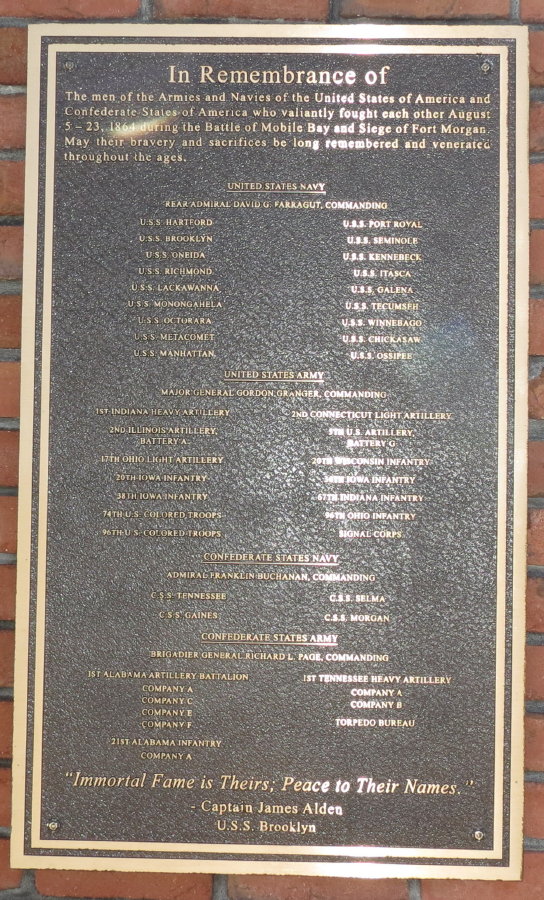 In Remembrance of
The men of the Armies and Navies of the United States of America and
Confederate States of America who valiantly fought each other August
5 – 23, 1864 during the Battle of Mobile Bay and Siege of Fort Morgan.
May their bravery and sacrifices be long remembered and venerated
throughout the ages.
UNITED STATES NAVY
REAR ADMIRAL DAVID G. FARRAGUT, COMMANDING
U.S.S. HARTFORD U.S.S. PORT ROYAL
U.S.S. BROOKLYN U.S.S. SEMINOLE
U.S.S. ONEIDA U.S.S. KENNEBECK
U.S.S. RICHMOND U.S.S. ITASCA
U.S.S. LACKAWANNA U.S.S. GALENA
U.S.S. MONONGAHELA U.S.S. TECUMSEH
U.S.S. OCTORARA U.S.S. WINNEBAGO
U.S.S. METACOMET U.S.S. CHICKASAW
U.S.S. MANHATTAN U.S.S. OSSIPEE
UNITED STATES ARMY
MAJOR GENERAL GORDON GRANGER, COMMANDING
1ST INDIANA HEAVY ARTILLERY 2ND CONNECTICUT LIGHT ARTILLERY
2ND ILLINOIS ARTILLERY, 5TH U.S. ARTILLERY,
BATTERY A BATTERY G
17TH OHIO LIGHT ARTILLERY 20TH WISCONSIN INFANTRY
20TH IOWA INFANTRY 34TH IOWA INFANTRY
38TH IOWA INFANTRY 67TH INDIANA INFANTRY
74TH U.S. COLORED TROOPS 96TH OHIO INFANTRY
96TH U.S. COLORED TROOPS SIGNAL CORPS
CONFEDERATE STATES NAVY
ADMIRAL FRANKLIN BUCHANAN, COMMANDING
C.S.S. TENNESSEE C.S.S. SELMA
C.S.S. GAINES C.S.S. MORGAN
CONFEDERATE STATES ARMY
BRIGADIER GENERAL RICHARD L. PAGE, COMMANDING
1ST ALABAMA ARTILLERY BATTALION 1ST TENNESSEE HEAVY ARTILLERY
COMPANY A COMPANY A
COMPANY C COMPANY B
COMPANY E
COMPANY F TORPEDO BUREAU
21ST ALABAMA INFANTRY
COMPANY A
"Immortal Fame is Theirs; Peace to Their Names."
- Captain James Alden
U.S.S. Brooklyn